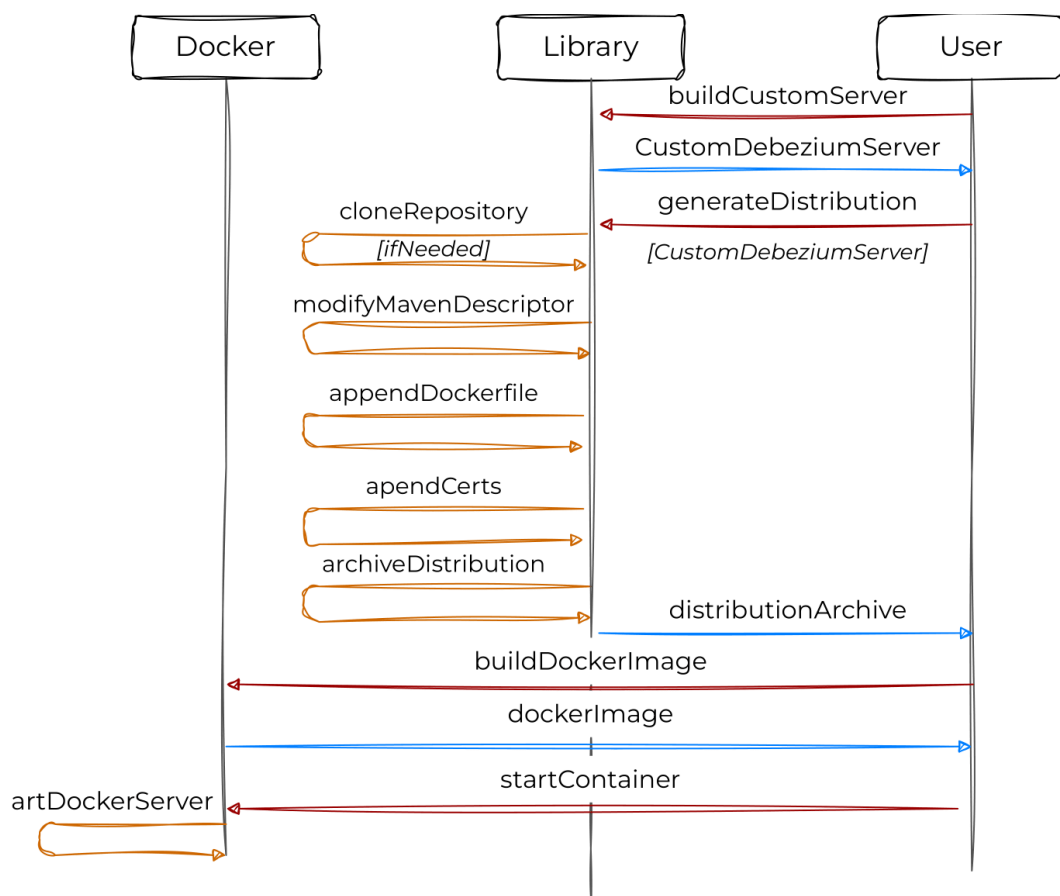 Docker
Library
User
buildCustomServer
CustomDebeziumServer
generateDistribution
cloneRepository
[ifNeeded]
[CustomDebeziumServer]
modifyMavenDescriptor
appendDockerfile
apendCerts
archiveDistribution
distributionArchive
buildDockerImage
dockerImage
startContainer
artDockerServer